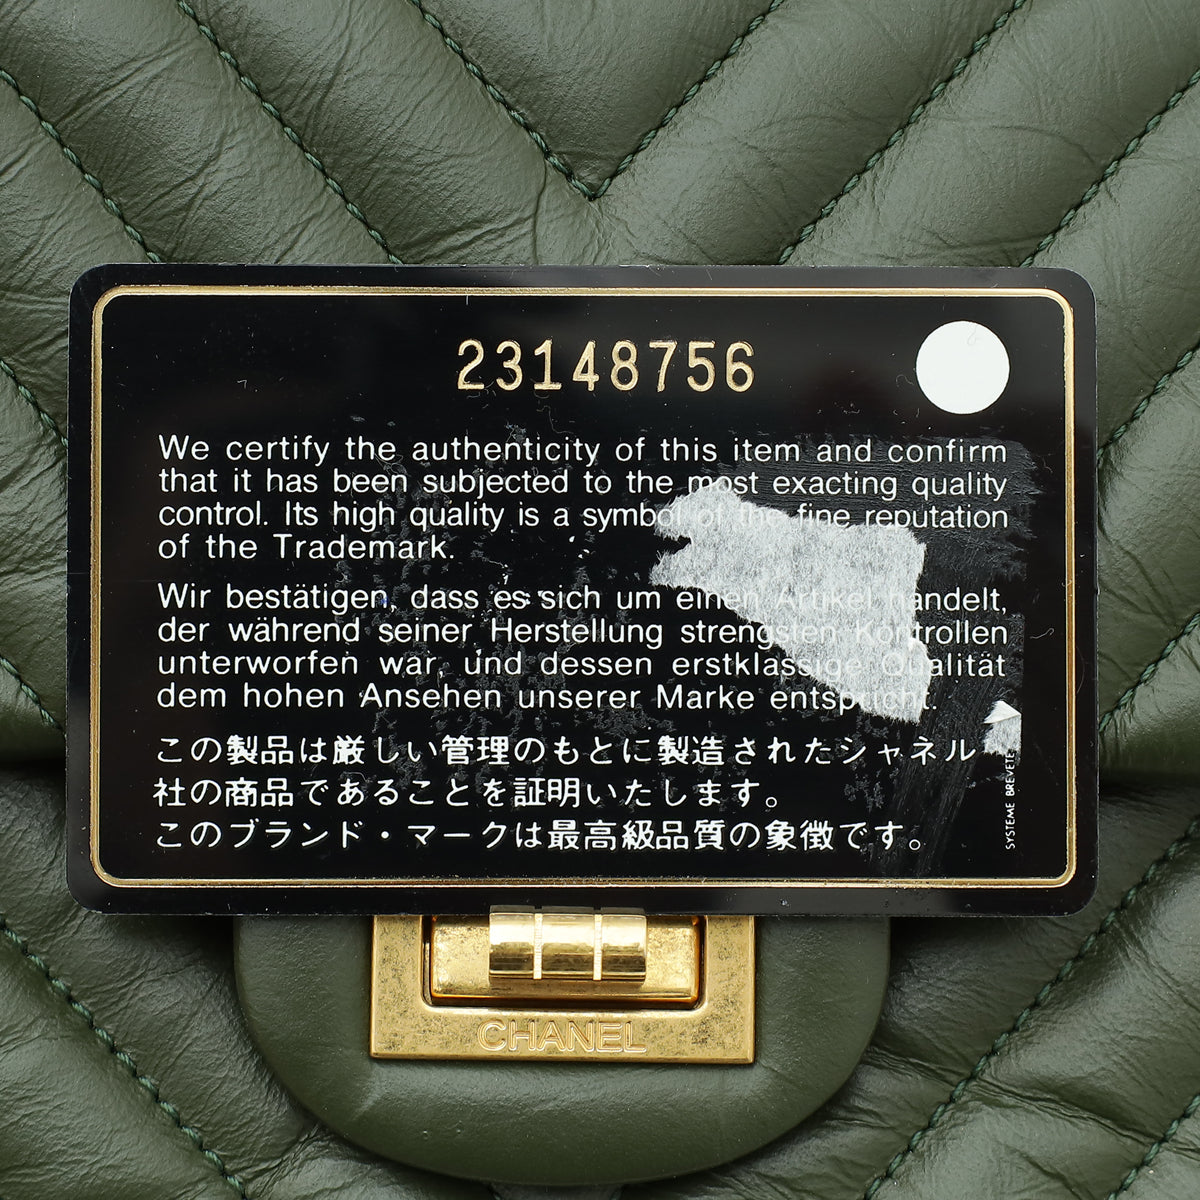 23148756
We certify the authenticity of this item and confirm
that it has been subjected to the most exacting quality
control. Its high quality is a symbol of the fine reputation
of the Trademark.
Wir bestätigen, dass es sich um einen Artikel handelt,
der während seiner Herstellung strengsten Kontrollen
unterworfen war, und dessen erstklassige Qualität
dem hohen Ansehen unserer Marke entspricht.
この製品は厳しい管理のもとに製造されたシャネル
社の商品であることを証明いたします。
このブランド・マークは最高級品質の象徴です。
SYSTEME BREVETE
CHANEL